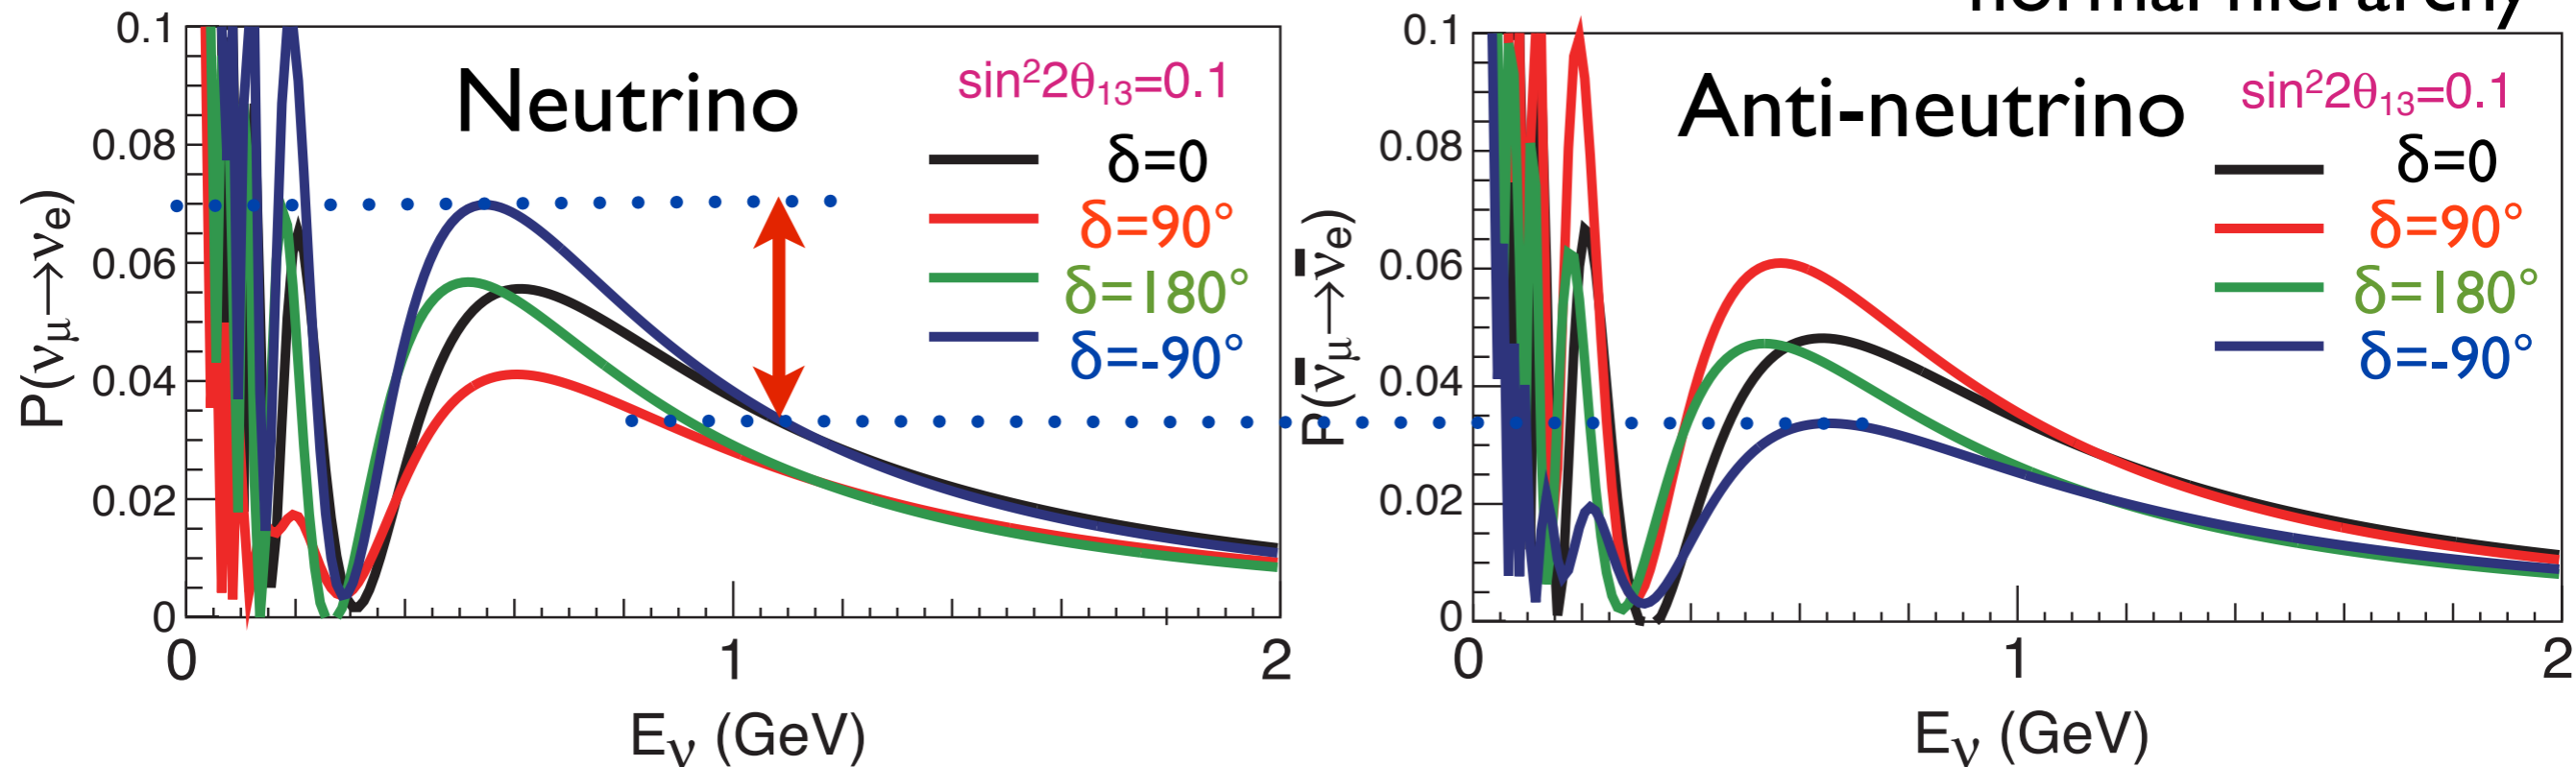 normal hierarchy
Neutrino
sin²2θ₁₃=0.1
δ=0
δ=90°
δ=180°
δ=-90°
P(νμ→νe)
0.1
0.08
0.06
0.04
0.02
0
0
1
2
Eν (GeV)
Anti-neutrino
sin²2θ₁₃=0.1
δ=0
δ=90°
δ=180°
δ=-90°
P(ν̄μ→ν̄e)
0.1
0.08
0.06
0.04
0.02
0
0
1
2
Eν (GeV)